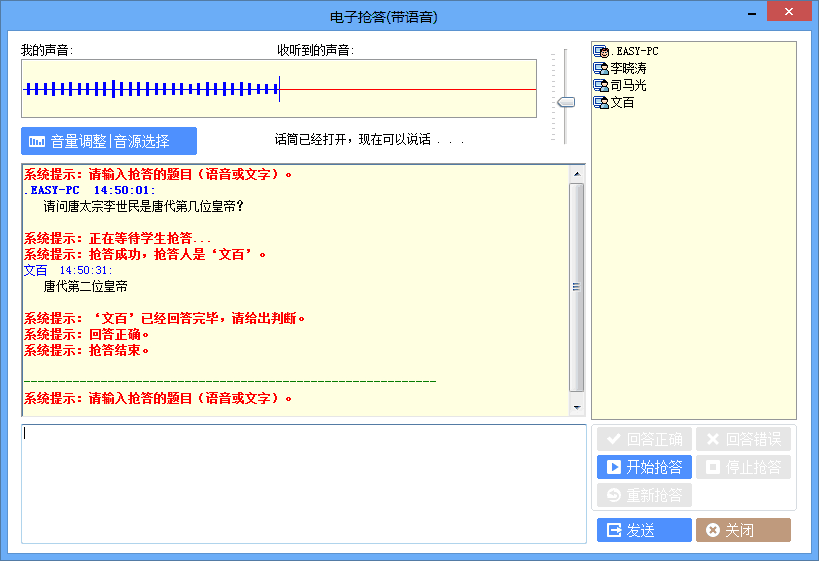 电子抢答(带语音)
我的声音:
收听到的声音:
音量调整|音源选择
话筒已经打开，现在可以说话 . . .
系统提示: 请输入抢答的题目（语音或文字）。
.EASY-PC 14:50:01:
请问唐太宗李世民是唐代第几位皇帝？
系统提示: 正在等待学生抢答...
系统提示: 抢答成功，抢答人是‘文百’。
文百 14:50:31:
唐代第二位皇帝
系统提示: ‘文百’已经回答完毕，请给出判断。
系统提示: 回答正确。
系统提示: 抢答结束。
-----------------------------------------------------------
系统提示: 请输入抢答的题目（语音或文字）。
.EASY-PC
李晓涛
司马光
文百
回答正确
回答错误
开始抢答
停止抢答
重新抢答
发送
关闭